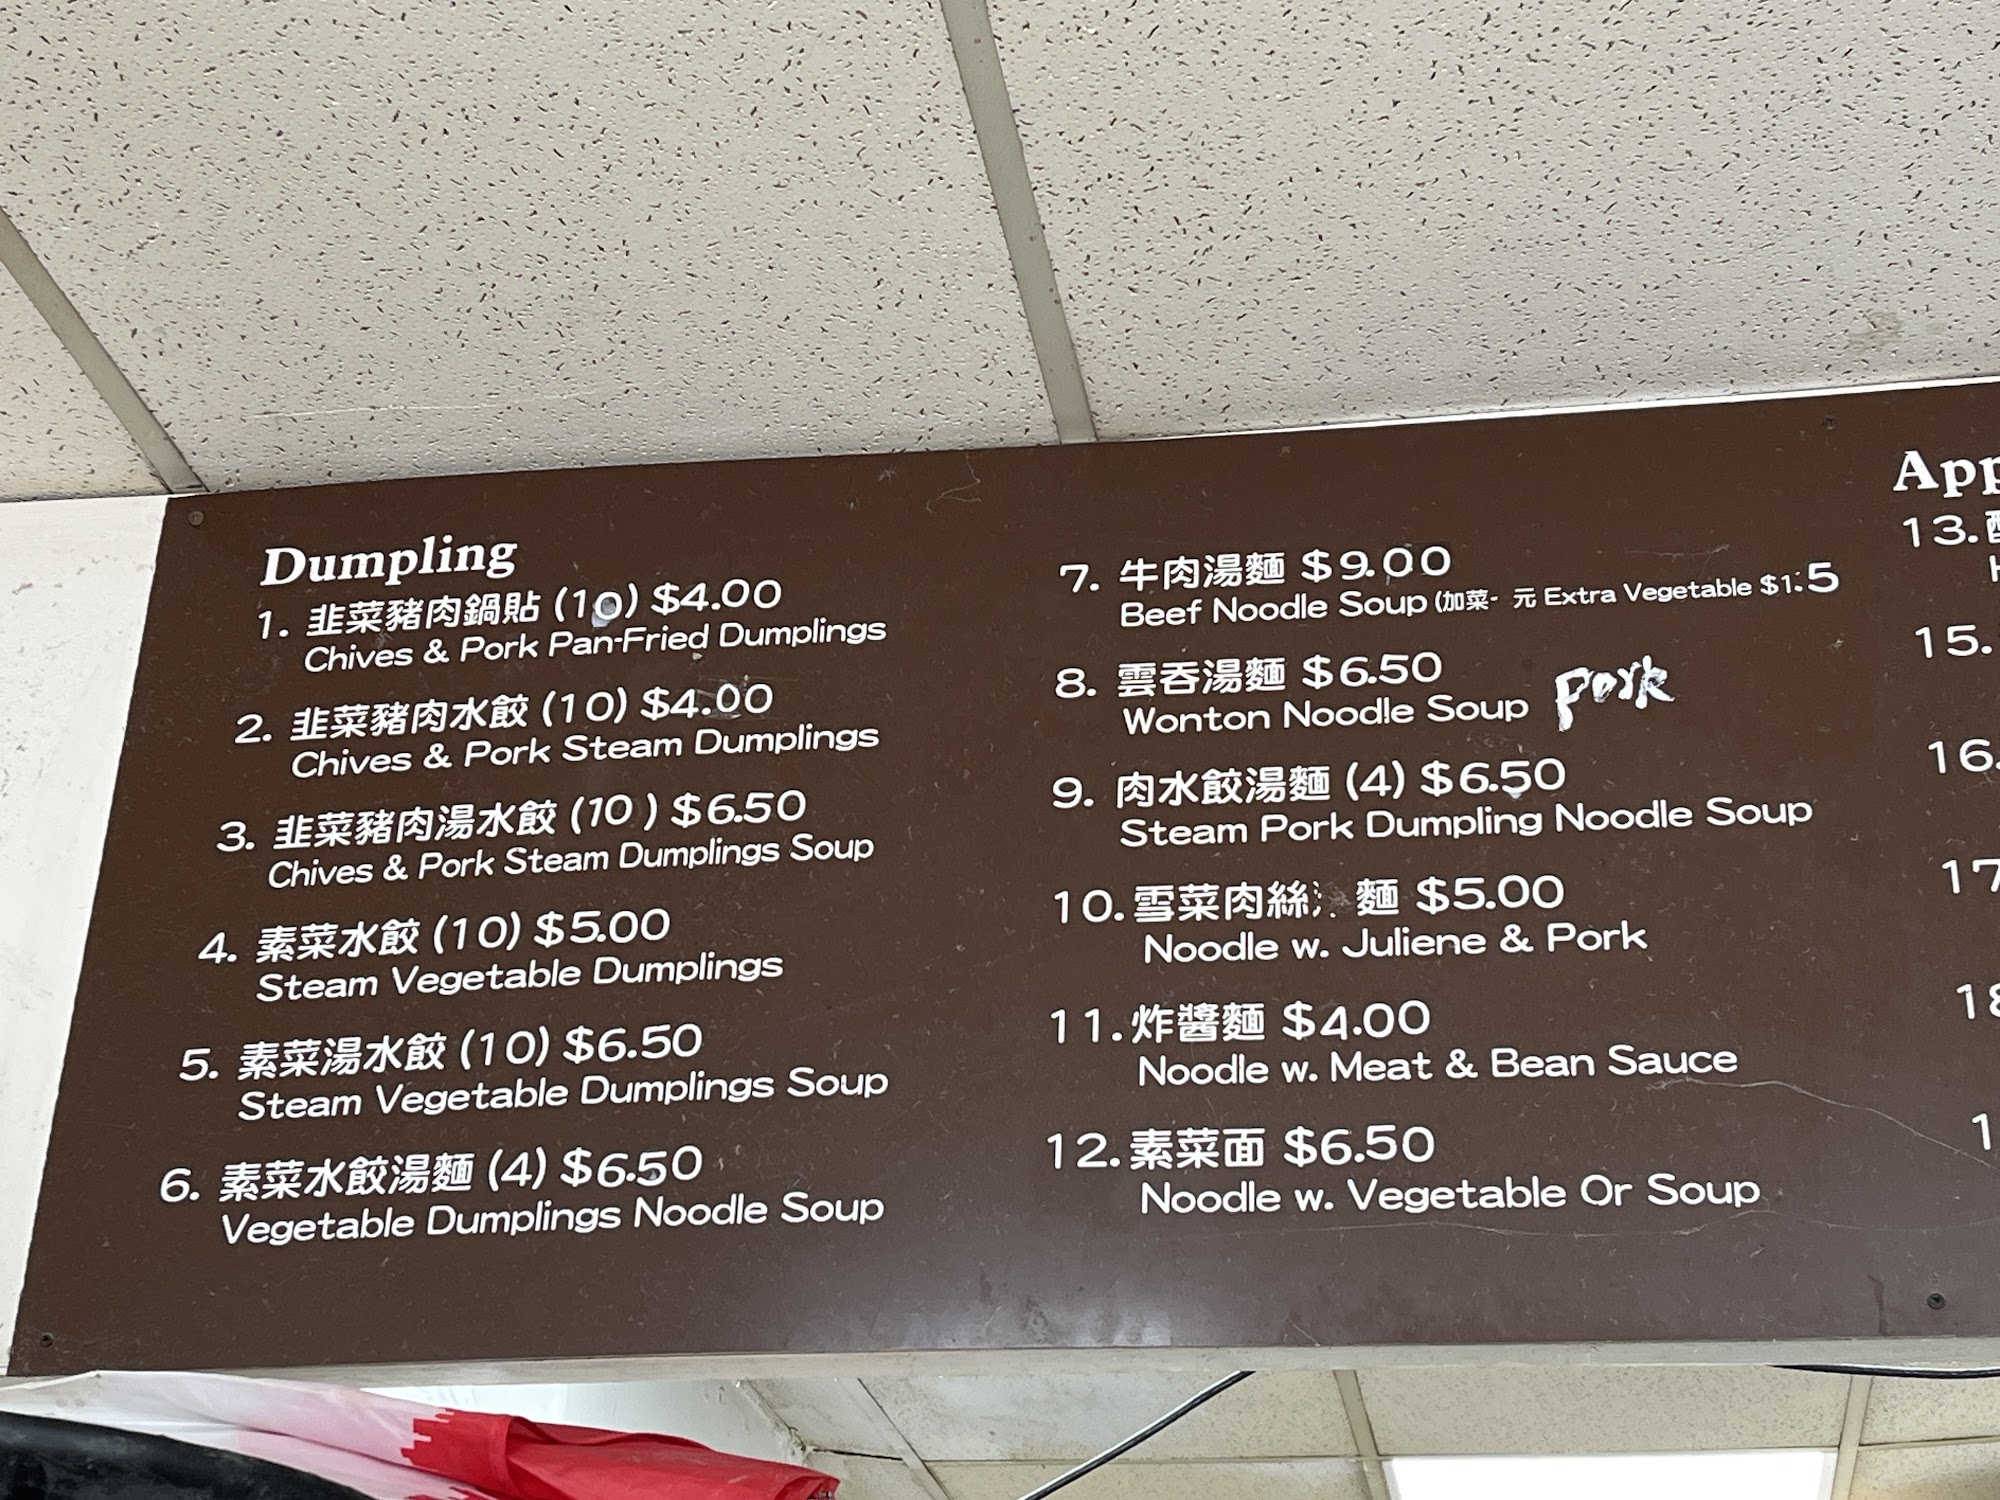 Dumpling
1. 韭菜豬肉鍋貼 (10) $4.00
Chives & Pork Pan-Fried Dumplings
2. 韭菜豬肉水餃 (10) $4.00
Chives & Pork Steam Dumplings
3. 韭菜豬肉湯水餃 (10) $6.50
Chives & Pork Steam Dumplings Soup
4. 素菜水餃 (10) $5.00
Steam Vegetable Dumplings
5. 素菜湯水餃 (10) $6.50
Steam Vegetable Dumplings Soup
6. 素菜水餃湯麵 (4) $6.50
Vegetable Dumplings Noodle Soup
7. 牛肉湯麵 $9.00
Beef Noodle Soup (加菜- 元 Extra Vegetable $1.5
8. 雲吞湯麵 $6.50
Wonton Noodle Soup Pork
9. 肉水餃湯麵 (4) $6.50
Steam Pork Dumpling Noodle Soup
10. 雪菜肉絲 麵 $5.00
Noodle w. Juliene & Pork
11. 炸醬麵 $4.00
Noodle w. Meat & Bean Sauce
12. 素菜面 $6.50
Noodle w. Vegetable Or Soup
App
13.
15.
16.
17
18